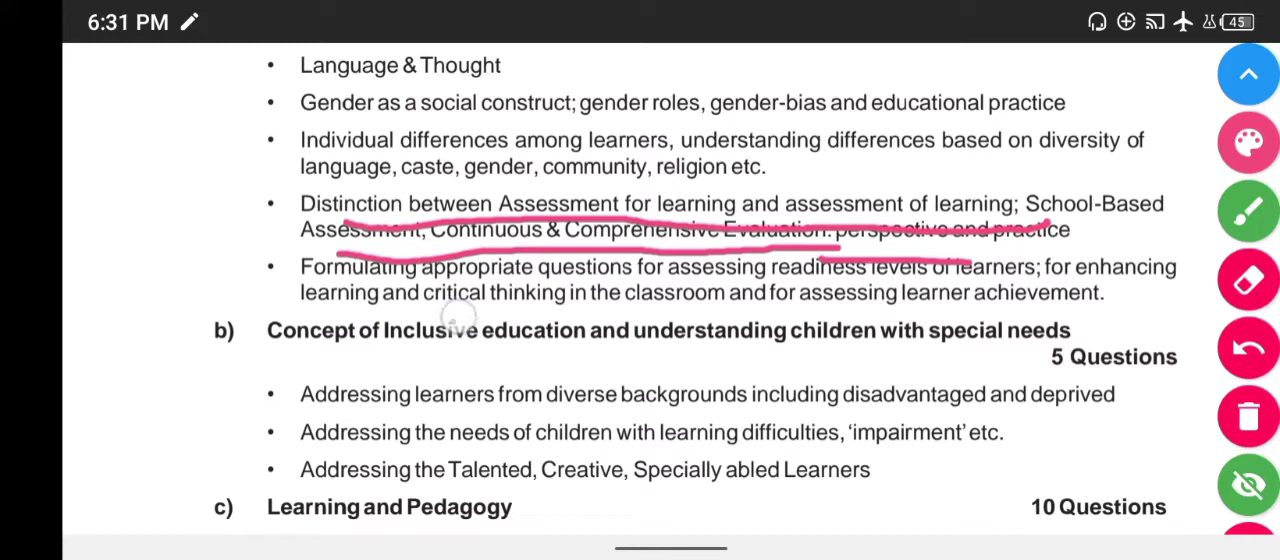 6:31 PM
45
• Language & Thought
• Gender as a social construct; gender roles, gender-bias and educational practice
• Individual differences among learners, understanding differences based on diversity of
language, caste, gender, community, religion etc.
• Distinction between Assessment for learning and assessment of learning; School-Based
Assessment, Continuous & Comprehensive Evaluation: perspective and practice
• Formulating appropriate questions for assessing readiness levels of learners; for enhancing
learning and critical thinking in the classroom and for assessing learner achievement.
b) Concept of Inclusive education and understanding children with special needs
5 Questions
• Addressing learners from diverse backgrounds including disadvantaged and deprived
• Addressing the needs of children with learning difficulties, ‘impairment’ etc.
• Addressing the Talented, Creative, Specially abled Learners
c) Learning and Pedagogy 10 Questions